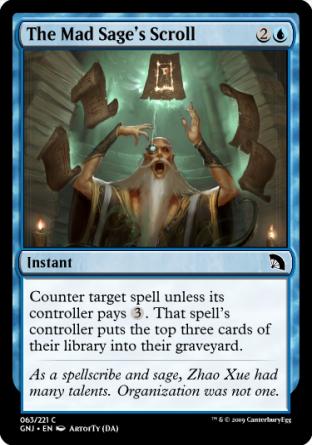 The Mad Sage's Scroll 2
Instant
Counter target spell unless its
controller pays 3. That spell's
controller puts the top three cards of
their library into their graveyard.
As a spellscribe and sage, Zhao Xue had
many talents. Organization was not one.
063/221 C
GNJ • EN ArtofTy (DA)
™ & © 2019 CanterburyEgg